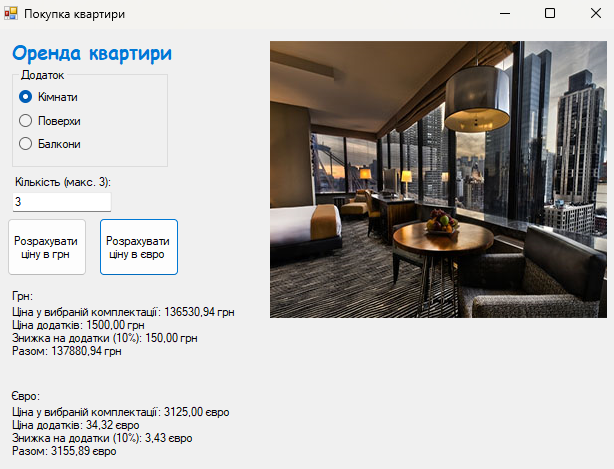 Покупка квартири
Оренда квартири
Додаток
Кімнати
Поверхи
Балкони
Кількість (макс. 3):
3
Розрахувати
ціну в грн
Розрахувати
ціну в євро
Грн:
Ціна у вибраній комплектації: 136530,94 грн
Ціна додатків: 1500,00 грн
Знижка на додатки (10%): 150,00 грн
Разом: 137880,94 грн
Євро:
Ціна у вибраній комплектації: 3125,00 євро
Ціна додатків: 34,32 євро
Знижка на додатки (10%): 3,43 євро
Разом: 3155,89 євро